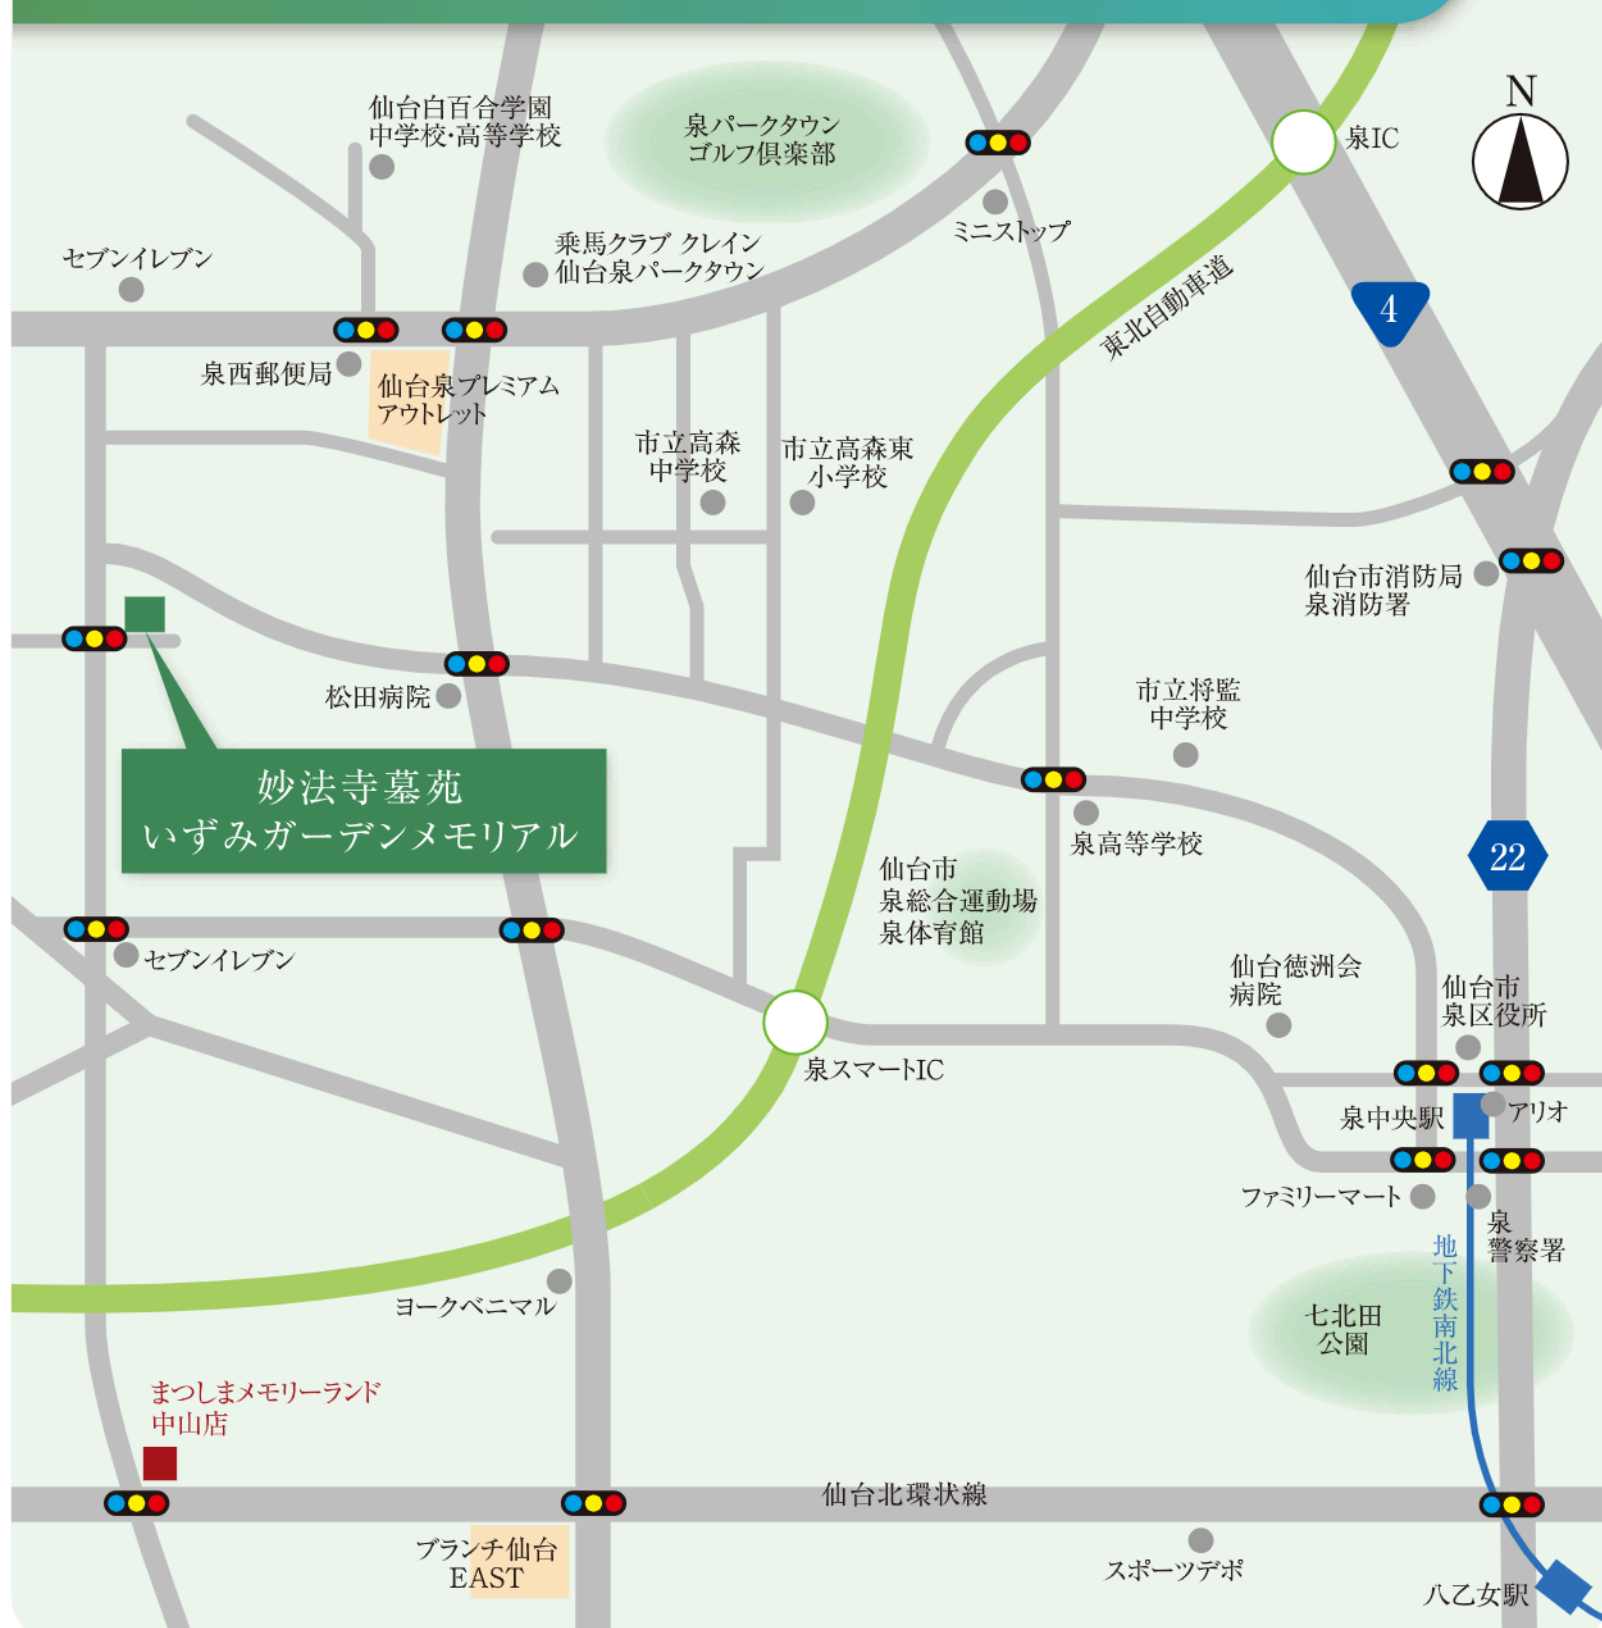 仙台白百合学園
中学校・高等学校
泉パークタウン
ゴルフ倶楽部
N
泉IC
ミニストップ
乗馬クラブ クレイン
仙台泉パークタウン
セブンイレブン
東北自動車道
4
泉西郵便局
仙台泉プレミアム
アウトレット
市立高森
中学校
市立高森東
小学校
仙台市消防局
泉消防署
松田病院
市立将監
中学校
妙法寺墓苑
いずみガーデンメモリアル
泉高等学校
22
仙台市
泉総合運動場
泉体育館
セブンイレブン
仙台徳洲会
病院
仙台市
泉区役所
泉スマートIC
泉中央駅
アリオ
ファミリーマート
泉
警察署
地下鉄南北線
ヨークベニマル
七北田
公園
まつしまメモリーランド
中山店
仙台北環状線
ブランチ仙台
EAST
スポーツデポ
八乙女駅